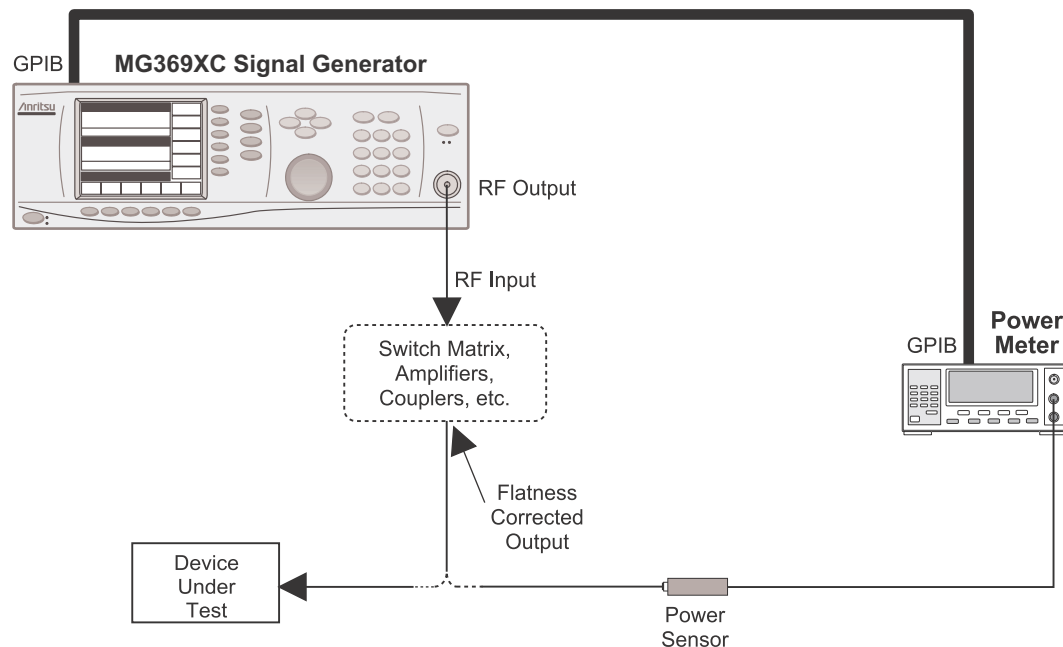 GPIB
MG369XC Signal Generator
/inritsu
RF Output
RF Input
Switch Matrix,
Amplifiers,
Couplers, etc.
Power
Meter
GPIB
Flatness
Corrected
Output
Device
Under
Test
Power
Sensor